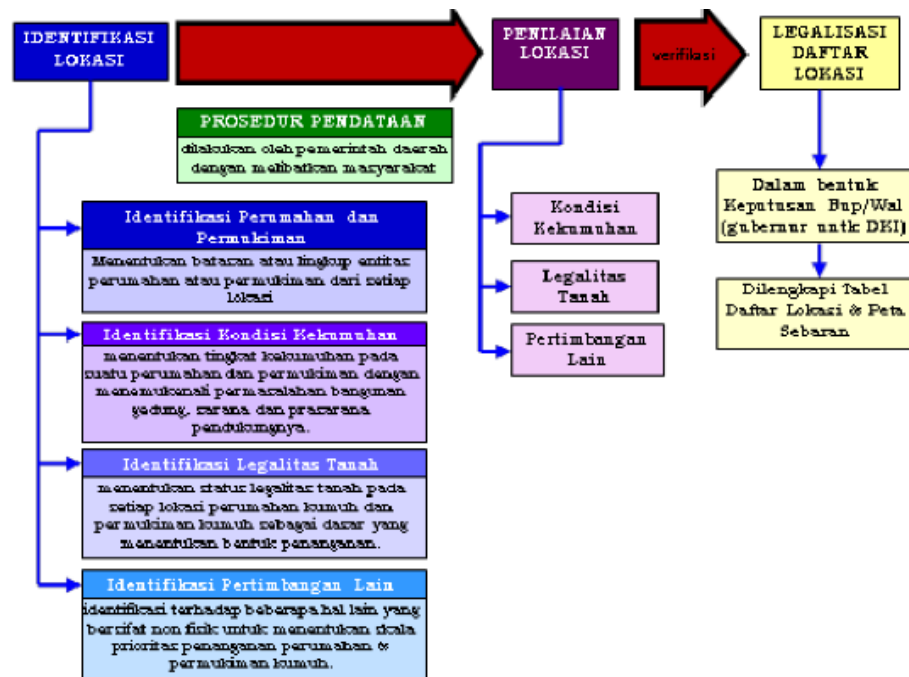 IDENTIFIKASI
LOKASI
PENILAIAN
LOKASI
verifikasi
LEGALISASI
DAFTAR
LOKASI
PROSEDUR PENDATAAN
dilakukan oleh pemerintah daerah
dengan melibatkan masyarakat
Identifikasi Perumahan dan
Permukiman
Menentukan batasan atau lingkup entitas
perumahan atau permukiman dari setiap
lokasi
Identifikasi Kondisi Kekumuhan
menentukan tingkat kekumuhan pada
suatu perumahan dan permukiman dengan
menemukenali permasalahan bangunan
gedung, sarana dan prasarana
pendukungnya.
Identifikasi Legalitas Tanah
menentukan status legalitas tanah pada
setiap lokasi perumahan kumuh dan
permukiman kumuh sebagai dasar yang
menentukan bentuk penanganan.
Identifikasi Pertimbangan Lain
identifikasi terhadap beberapa hal lain yang
bersifat non fisik untuk menentukan skala
prioritas penanganan perumahan &
permukiman kumuh.
Kondisi
Kekumuhan
Legalitas
Tanah
Pertimbangan
Lain
Dalam bentuk
Keputusan Bup/Wal
(gubernur untk DKI)
Dilengkapi Tabel
Daftar Lokasi & Peta
Sebaran